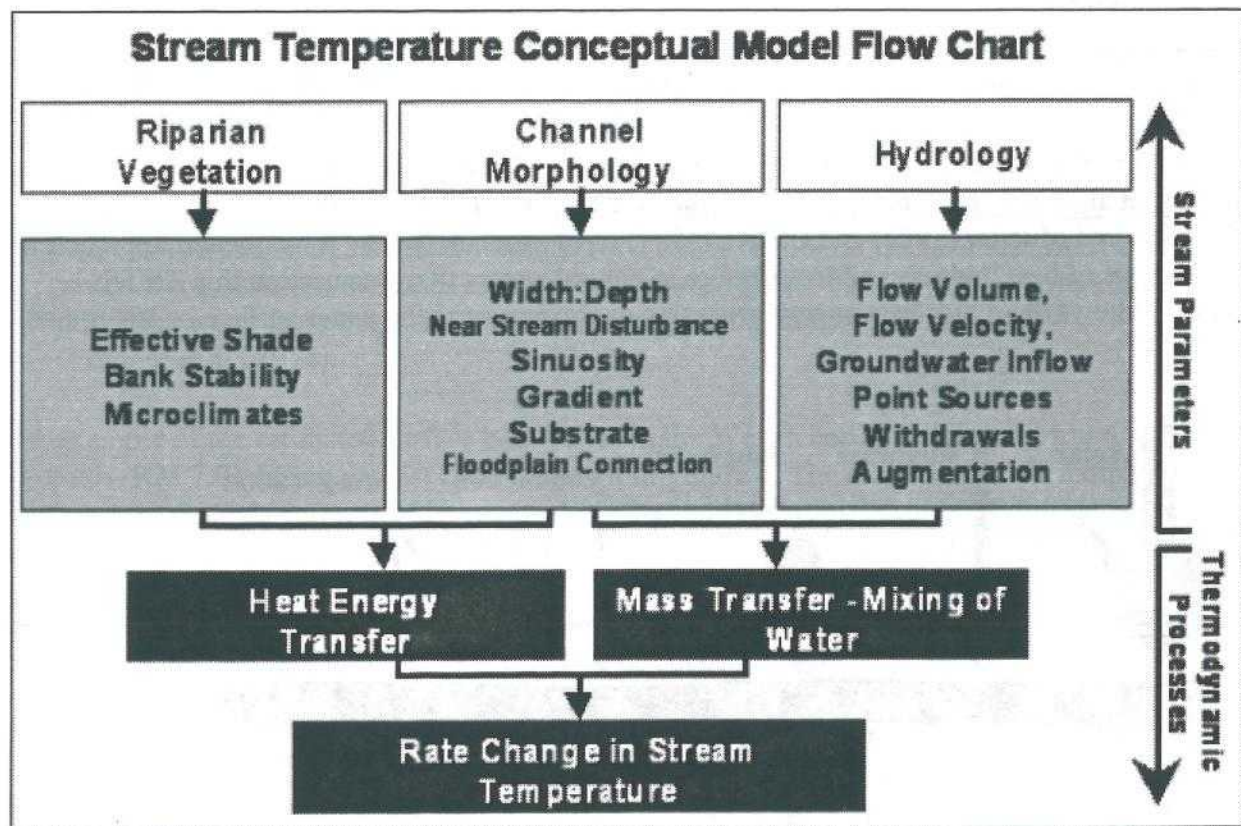 Stream Temperature Conceptual Model Flow Chart
Riparian
Vegetation
Channel
Morphology
Hydrology
Effective Shade
Bank Stability
Microclimates
Width:Depth
Near Stream Disturbance
Sinuosity
Gradient
Substrate
Floodplain Connection
Flow Volume,
Flow Velocity,
Groundwater Inflow
Point Sources
Withdrawals
Augmentation
Stream Parameters
Heat Energy
Transfer
Mass Transfer - Mixing of
Water
Thermodynamic
Processes
Rate Change in Stream
Temperature